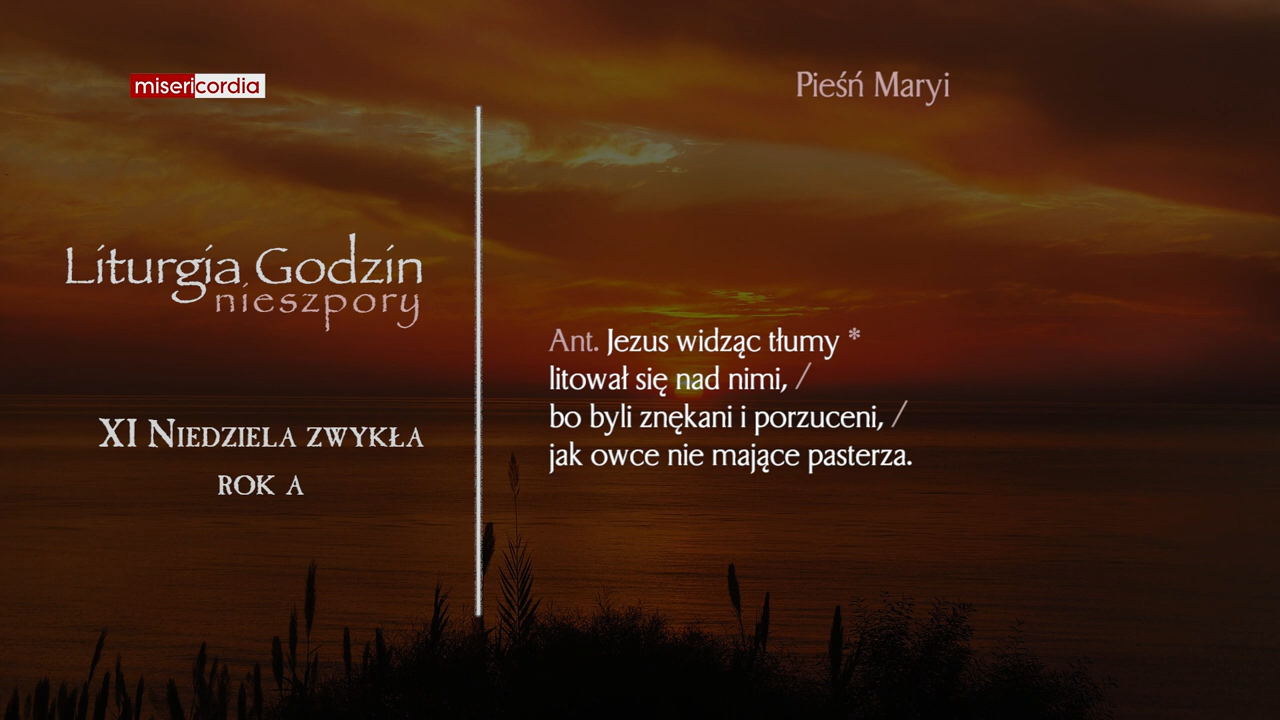 misericordia
Pieśń Maryi
Liturgia Godzin
nieszpory
XI Niedziela zwykła
rok a
Ant. Jezus widząc tłumy *
litował się nad nimi, /
bo byli znękani i porzuceni, /
jak owce nie mające pasterza.